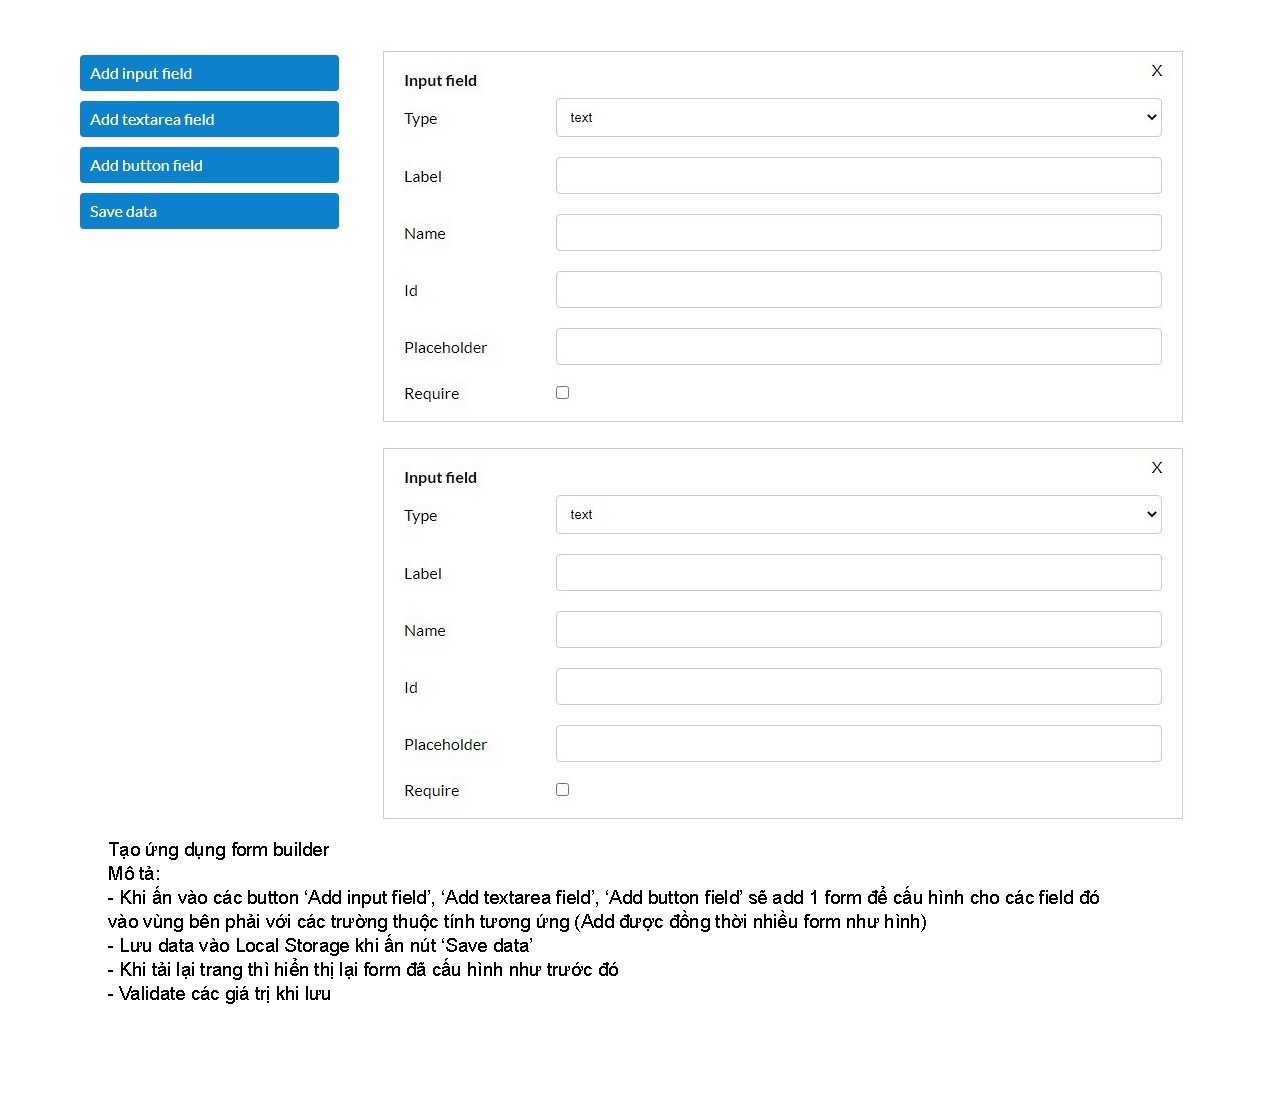 Add input field
Add textarea field
Add button field
Save data
Input field
X
Type
text
Label
Name
Id
Placeholder
Require
Input field
X
Type
text
Label
Name
Id
Placeholder
Require
Tạo ứng dụng form builder
Mô tả:
- Khi ấn vào các button ‘Add input field’, ‘Add textarea field’, ‘Add button field’ sẽ add 1 form để cấu hình cho các field đó
vào vùng bên phải với các trường thuộc tính tương ứng (Add được đồng thời nhiều form như hình)
- Lưu data vào Local Storage khi ấn nút ‘Save data’
- Khi tải lại trang thì hiển thị lại form đã cấu hình như trước đó
- Validate các giá trị khi lưu